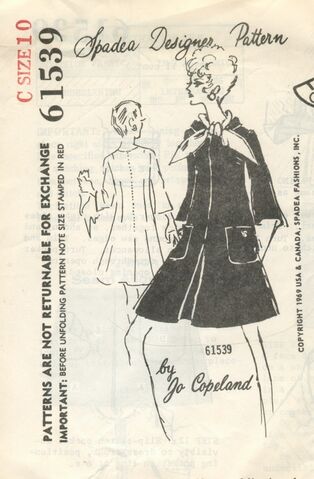 C SIZE 10
61539
Spadea Designer Pattern
PATTERNS ARE NOT RETURNABLE FOR EXCHANGE
IMPORTANT: BEFORE UNFOLDING PATTERN NOTE SIZE STAMPED IN RED
COPYRIGHT 1969 USA & CANADA, SPADEA FASHIONS, INC.
61539
by
Jo Copeland